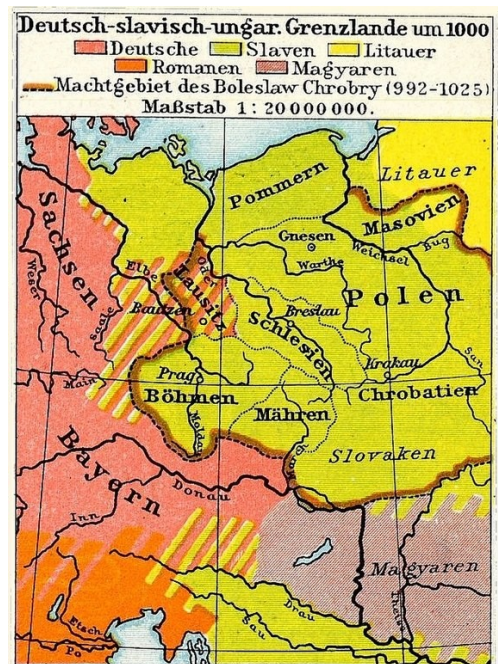 Deutsch-slavisch-ungar. Grenzlande um 1000
Deutsche Slaven Litauer
Romanen Magyaren
Machtgebiet des Boleslaw Chrobry (992-1025)
Maßstab 1:20000000.
Litauer
Pommern
Masovien
Sachsen
Gnesen
Weichsel
Bug
Warthe
Weser
Elbe
Oder
Lausitz
Polen
Saale
Bautzen
Breslau
Schlesien
San
Krakau
Main
Prag
Böhmen
Chrobatien
Mähren
Moldau
Slovaken
Bayern
Donau
Inn
Magyaren
Theiss
Drau
Sau
Etsch
Po